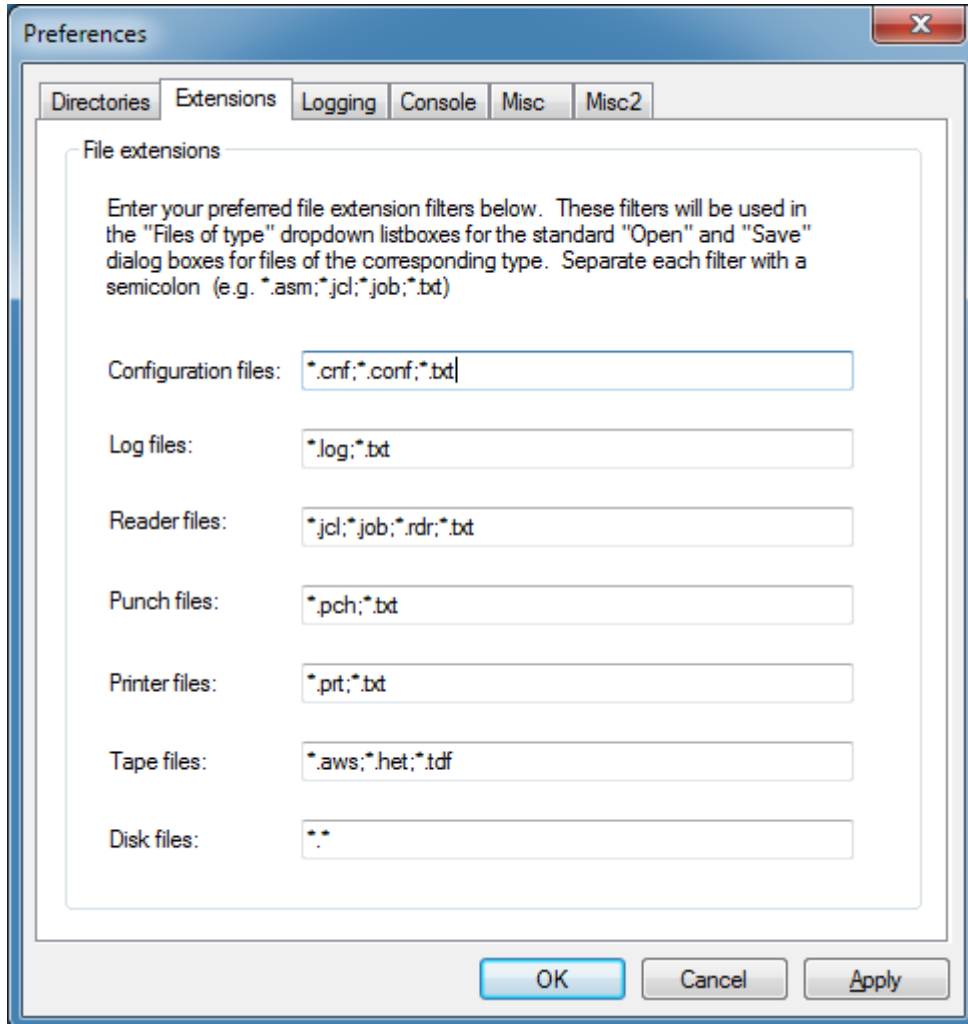 Preferences
Directories Extensions Logging Console Misc Misc2
File extensions
Enter your preferred file extension filters below.  These filters will be used in
the "Files of type" dropdown listboxes for the standard "Open" and "Save"
dialog boxes for files of the corresponding type.  Separate each filter with a
semicolon  (e.g. *.asm;*.jcl;*.job;*.txt)
Configuration files: *.cnf;*.conf;*.txt
Log files: *.log;*.txt
Reader files: *.jcl;*.job;*.rdr;*.txt
Punch files: *.pch;*.txt
Printer files: *.prt;*.txt
Tape files: *.aws;*.het;*.tdf
Disk files: *.*
OK Cancel Apply